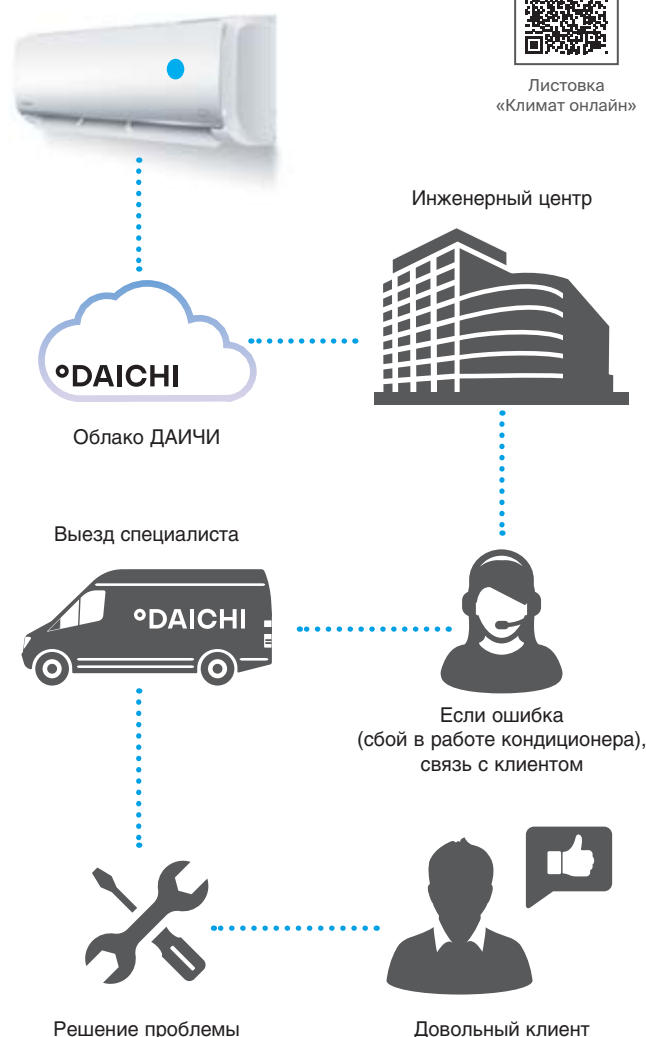 Листовка
«Климат онлайн»
Инженерный центр
°DAICHI
Облако ДАИЧИ
Выезд специалиста
°DAICHI
Если ошибка
(сбой в работе кондиционера),
связь с клиентом
Решение проблемы
Довольный клиент